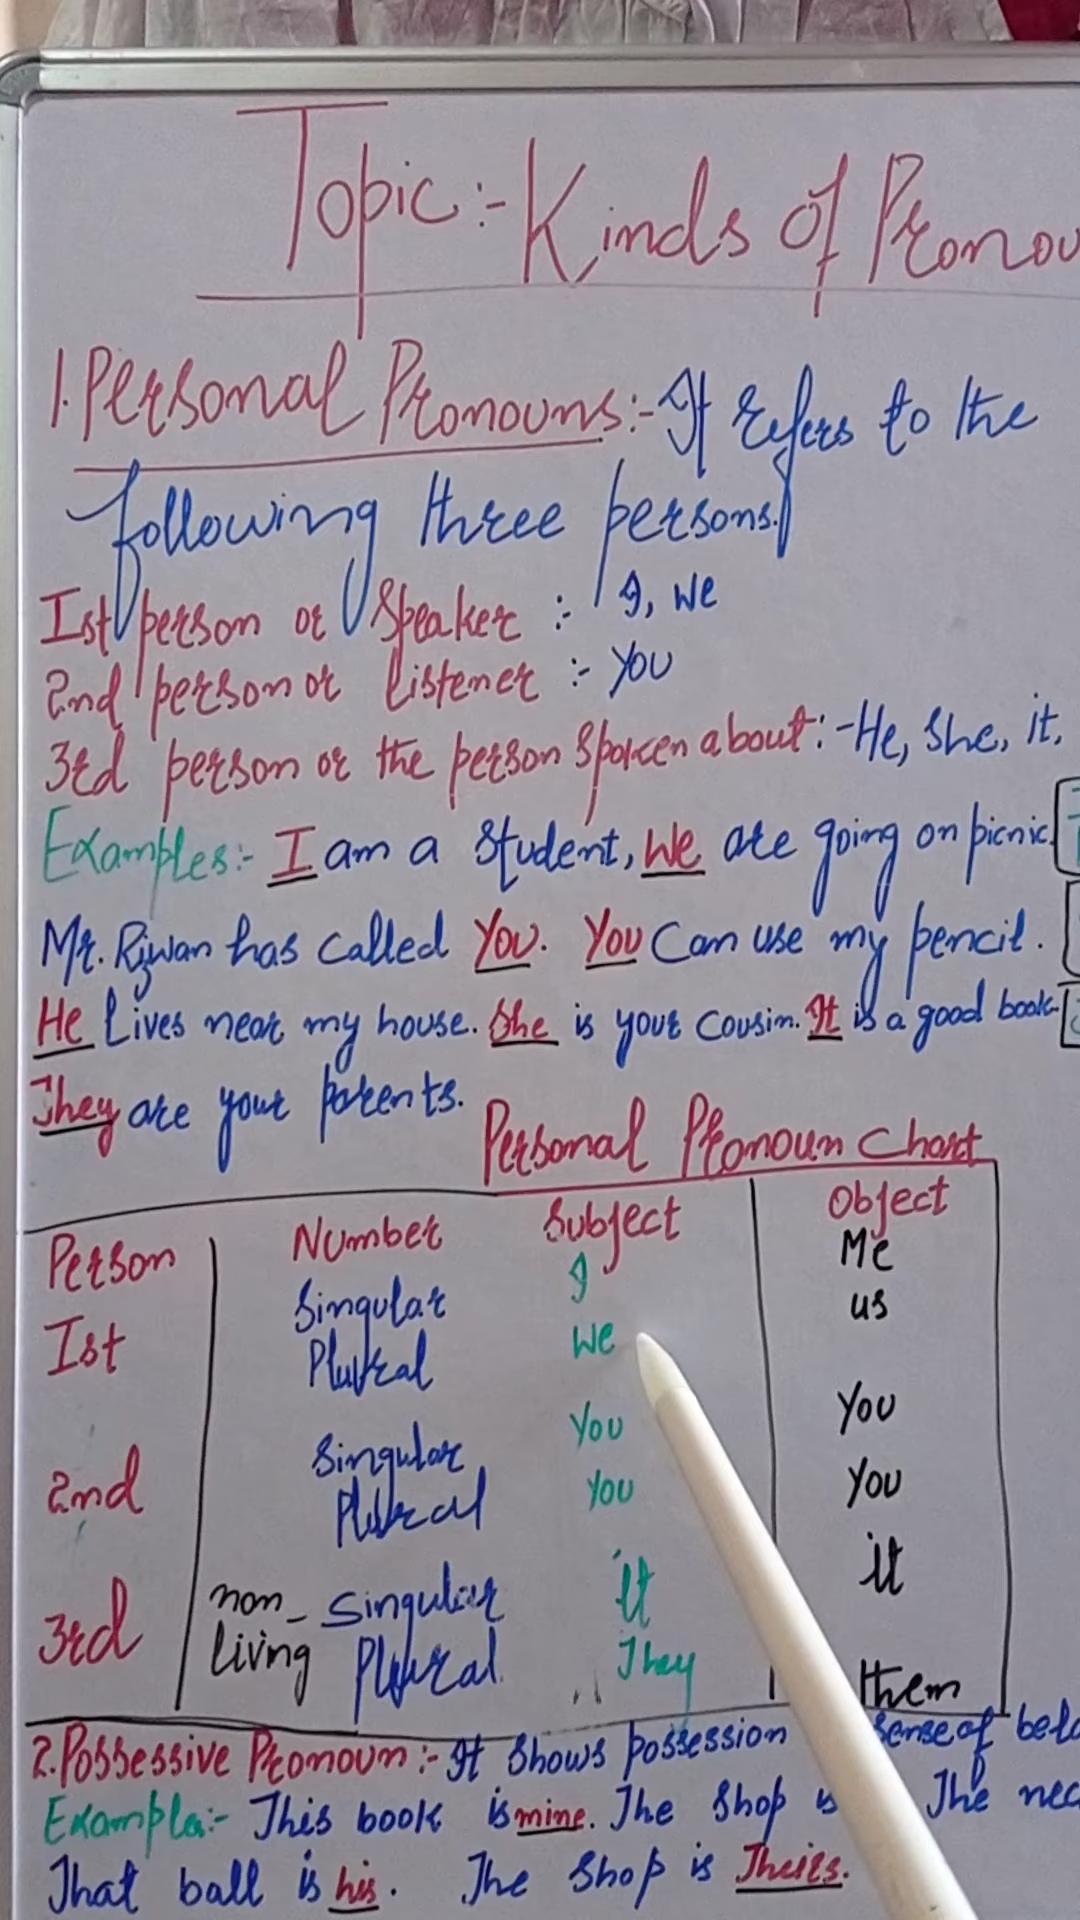 Topic:- Kinds of Pronou
1. Personal Pronouns:- It refers to the
following three persons.
Ist person or Speaker :- I, We
2nd person or listener :- You
3rd person or the person spoken about:- He, She, it,
Examples:- I am a student, We are going on picnic.
Mr. Rizwan has called You. You Can use my pencil.
He lives near my house. She is your cousin. It is a good book.
They are your parents.
Personal Pronoun Chart
Person Number Subject Object
Ist Singular I Me
Plural We us
2nd Singular You You
Plural You You
3rd non-living Singular it it
Plural They them
2. Possessive Pronoun:- It shows possession sense of belo
Example:- This book is mine. The Shop is The nec
That ball is his. The Shop is Theirs.